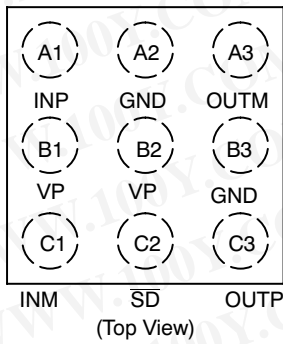 A1 A2 A3
INP GND OUTM
B1 B2 B3
VP VP GND
C1 C2 C3
INM S̅D̅ OUTP
(Top View)